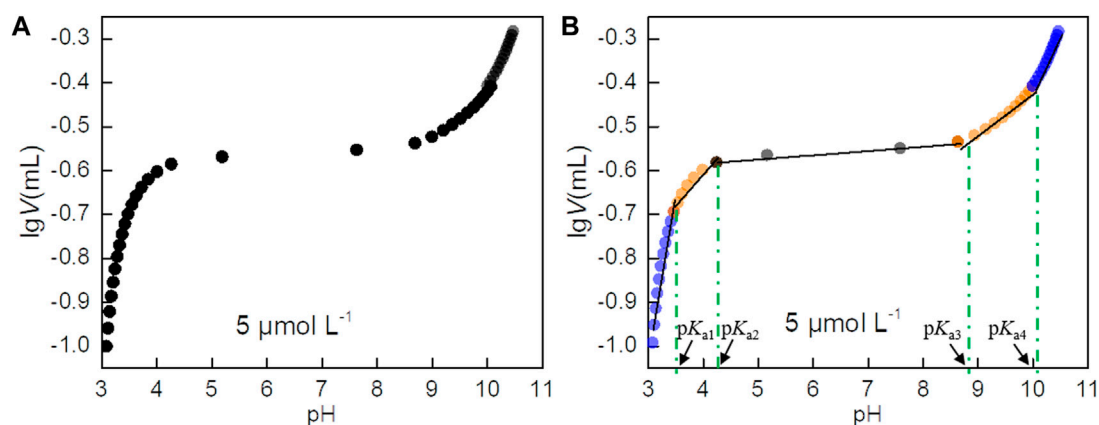 A
lgV(mL)
-0.3
-0.4
-0.5
-0.6
-0.7
-0.8
-0.9
-1.0
5 µmol L⁻¹
3 4 5 6 7 8 9 10 11
pH
B
lgV(mL)
-0.3
-0.4
-0.5
-0.6
-0.7
-0.8
-0.9
-1.0
5 µmol L⁻¹
pKa1 pKa2 pKa3 pKa4
3 4 5 6 7 8 9 10 11
pH